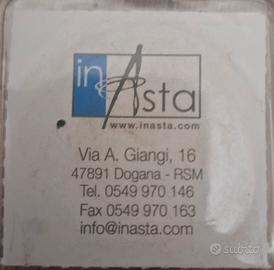 inAsta
www.inasta.com
Via A. Giangi, 16
47891 Dogana - RSM
Tel. 0549 970 146
Fax 0549 970 163
info@inasta.com
subito